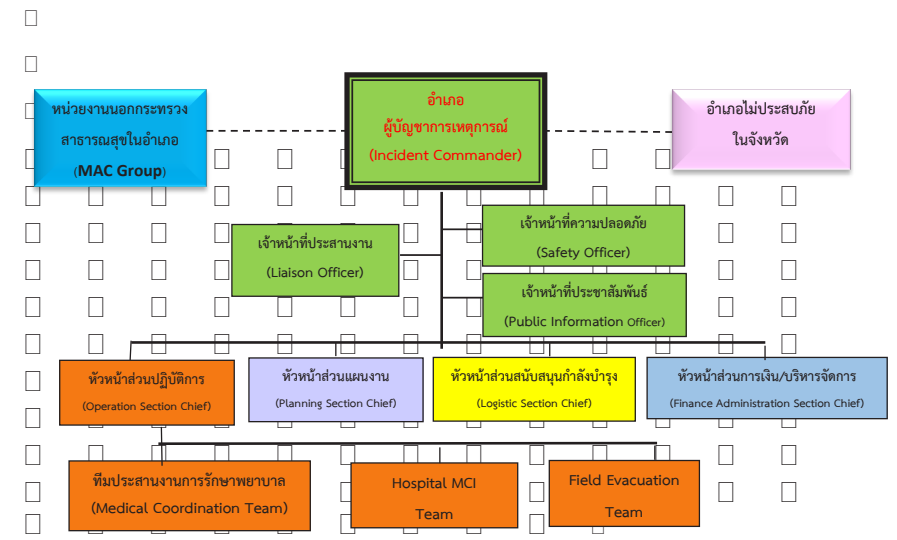 หน่วยงานนอกกระทรวง
สาธารณสุขในอำเภอ
(MAC Group)
อำเภอ
ผู้บัญชาการเหตุการณ์
(Incident Commander)
อำเภอไม่ประสบภัย
ในจังหวัด
เจ้าหน้าที่ประสานงาน
(Liaison Officer)
เจ้าหน้าที่ความปลอดภัย
(Safety Officer)
เจ้าหน้าที่ประชาสัมพันธ์
(Public Information Officer)
หัวหน้าส่วนปฏิบัติการ
(Operation Section Chief)
หัวหน้าส่วนแผนงาน
(Planning Section Chief)
หัวหน้าส่วนสนับสนุนกำลังบำรุง
(Logistic Section Chief)
หัวหน้าส่วนการเงิน/บริหารจัดการ
(Finance Administration Section Chief)
ทีมประสานงานการรักษาพยาบาล
(Medical Coordination Team)
Hospital MCI
Team
Field Evacuation
Team